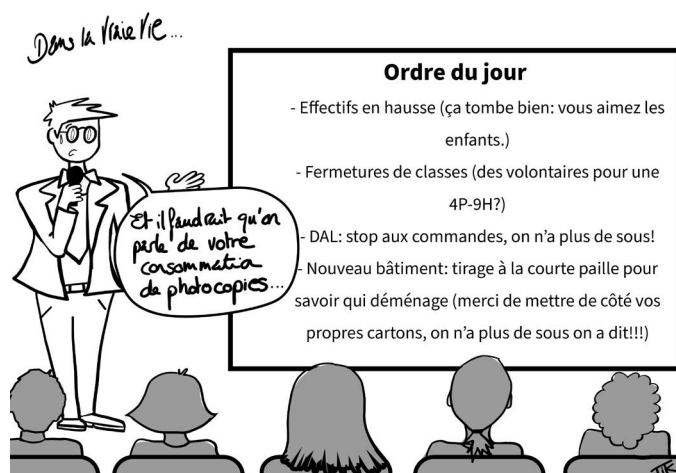 Dans la Vraie Vie...
Ordre du jour
- Effectifs en hausse (ça tombe bien: vous aimez les
enfants.)
- Fermetures de classes (des volontaires pour une
4P-9H?)
- DAL: stop aux commandes, on n'a plus de sous!
- Nouveau bâtiment: tirage à la courte paille pour
savoir qui déménage (merci de mettre de côté vos
propres cartons, on n'a plus de sous on a dit!!!)
Et il faudrait qu'on
parle de votre
consommation
de photocopies...